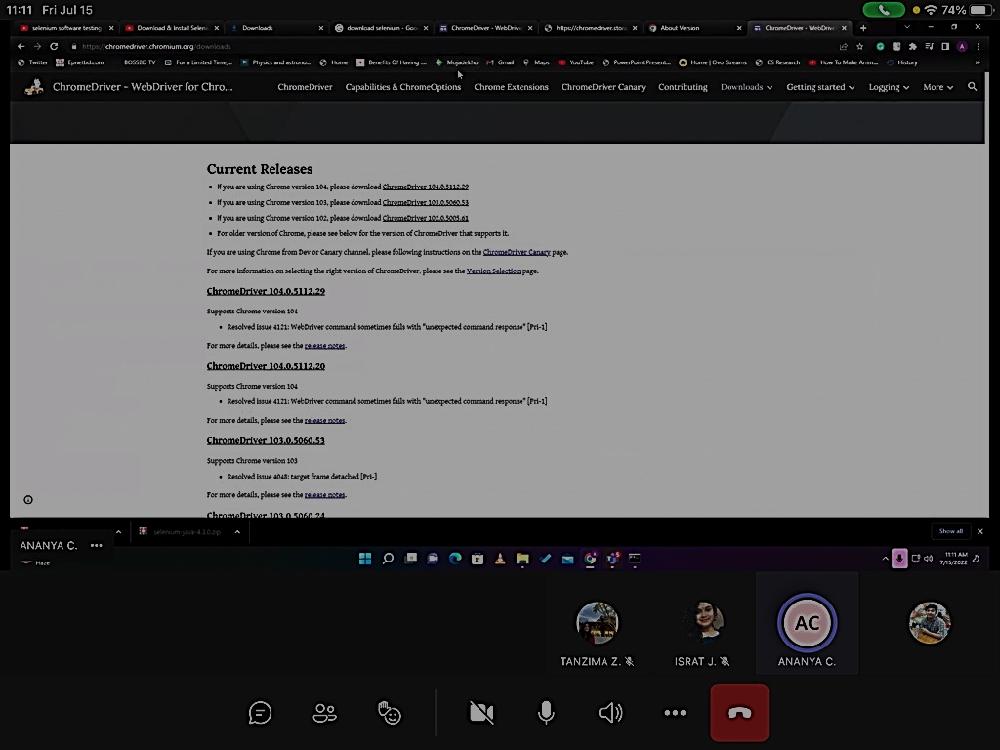 11:11 Fri Jul 15
74%
selenium software testing
Download & Install Selen
Downloads
download selenium - Goo
ChromeDriver - WebDriv
https://chromedriver.stor
About Version
ChromeDriver - WebDriv
https://chromedriver.chromium.org/downloads
Twitter
Epnetbd.com
BOSSBD TV
For a Limited Time,...
Physics and astrono...
Home
Benefits Of Having ...
Mojadekho
Gmail
Maps
YouTube
PowerPoint Present...
Home | Ovo Streams
CS Research
How To Make Anim...
History
»
ChromeDriver - WebDriver for Chro...
ChromeDriver
Capabilities & ChromeOptions
Chrome Extensions
ChromeDriver Canary
Contributing
Downloads
Getting started
Logging
More
Current Releases
• If you are using Chrome version 104, please download ChromeDriver 104.0.5112.29
• If you are using Chrome version 103, please download ChromeDriver 103.0.5060.53
• If you are using Chrome version 102, please download ChromeDriver 102.0.5005.61
• For older version of Chrome, please see below for the version of ChromeDriver that supports it.
If you are using Chrome from Dev or Canary channel, please following instructions on the ChromeDriver Canary page.
For more information on selecting the right version of ChromeDriver, please see the Version Selection page.
ChromeDriver 104.0.5112.29
Supports Chrome version 104
• Resolved issue 4121: WebDriver command sometimes fails with "unexpected command response" [Pri-1]
For more details, please see the release notes.
ChromeDriver 104.0.5112.20
Supports Chrome version 104
• Resolved issue 4121: WebDriver command sometimes fails with "unexpected command response" [Pri-1]
For more details, please see the release notes.
ChromeDriver 103.0.5060.53
Supports Chrome version 103
• Resolved issue 4048: target frame detached [Pri-]
For more details, please see the release notes.
ChromeDriver 103.0.5060.24
selenium-java-4.3.0.zip
Show all
ANANYA C.
Haze
11:11 AM
7/15/2022
AC
TANZIMA Z.
ISRAT J.
ANANYA C.